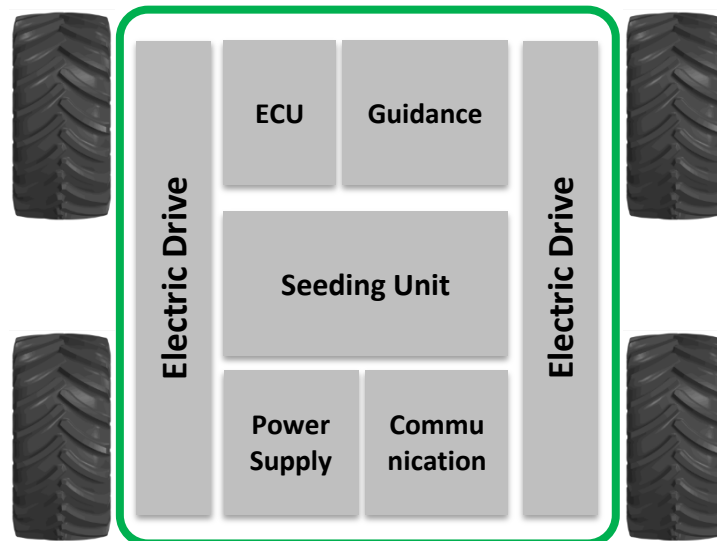 Electric Drive
ECU
Guidance
Electric Drive
Seeding Unit
Power
Supply
Commu
nication